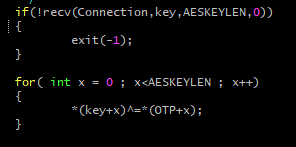 if(!recv(Connection,key,AESKEYLEN,0))
{
exit(-1);
}
for( int x = 0 ; x<AESKEYLEN ; x++)
{
*(key+x)^=*(OTP+x);
}